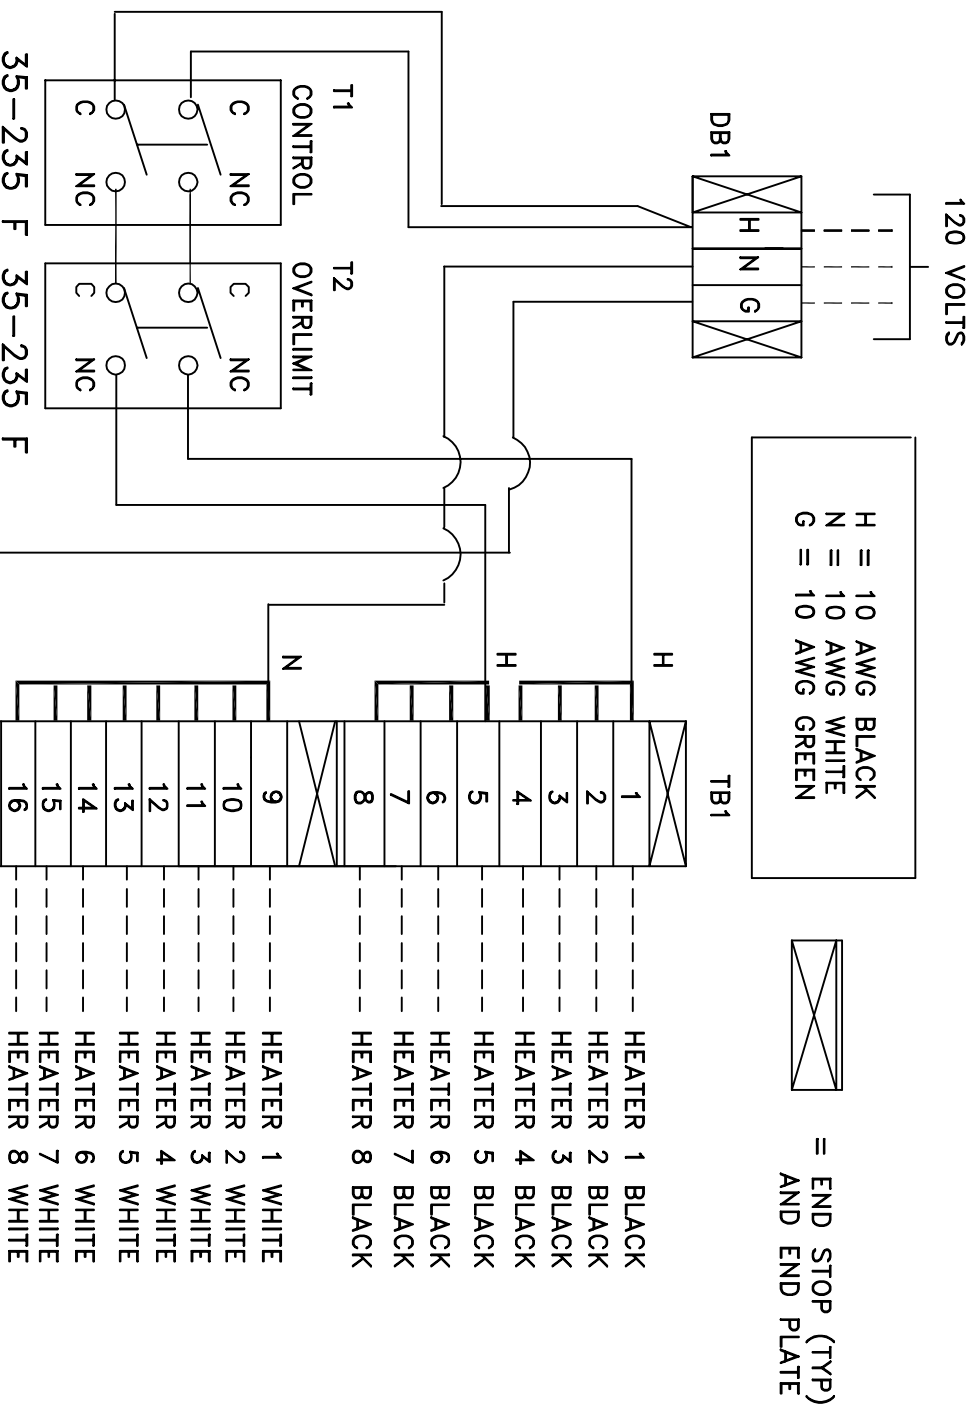 120 VOLTS
DB1
H
N
G
H = 10 AWG BLACK
N = 10 AWG WHITE
G = 10 AWG GREEN
= END STOP (TYP)
AND END PLATE
T1
CONTROL
C NC
C NC
35-235 F
T2
OVERLIMIT
C NC
C NC
35-235 F
TB1
H
H
N
1 HEATER 1 BLACK
2 HEATER 2 BLACK
3 HEATER 3 BLACK
4 HEATER 4 BLACK
5 HEATER 5 BLACK
6 HEATER 6 BLACK
7 HEATER 7 BLACK
8 HEATER 8 BLACK
9 HEATER 1 WHITE
10 HEATER 2 WHITE
11 HEATER 3 WHITE
12 HEATER 4 WHITE
13 HEATER 5 WHITE
14 HEATER 6 WHITE
15 HEATER 7 WHITE
16 HEATER 8 WHITE